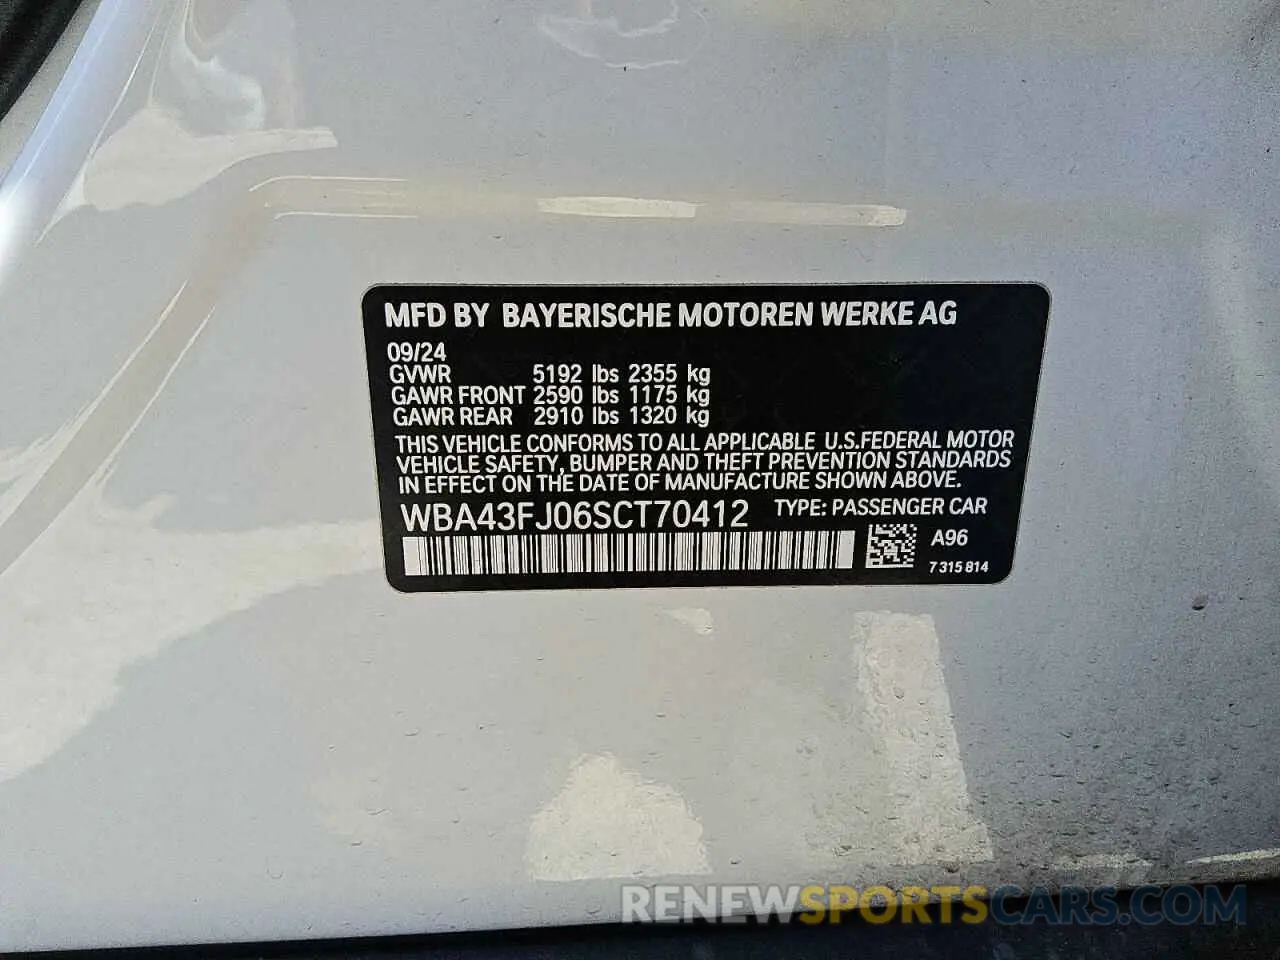 MFD BY BAYERISCHE MOTOREN WERKE AG
09/24
GVWR 5192 lbs 2355 kg
GAWR FRONT 2590 lbs 1175 kg
GAWR REAR 2910 lbs 1320 kg
THIS VEHICLE CONFORMS TO ALL APPLICABLE U.S.FEDERAL MOTOR
VEHICLE SAFETY, BUMPER AND THEFT PREVENTION STANDARDS
IN EFFECT ON THE DATE OF MANUFACTURE SHOWN ABOVE.
WBA43FJ06SCT70412 TYPE: PASSENGER CAR
A96
7 315 814
RENEWSPORTSCARS.COM